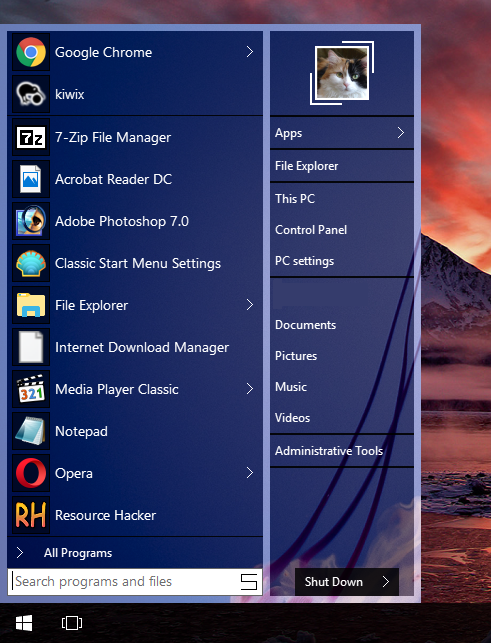 Google Chrome
kiwix
7-Zip File Manager
Acrobat Reader DC
Adobe Photoshop 7.0
Classic Start Menu Settings
File Explorer
Internet Download Manager
321
Media Player Classic
Notepad
Opera
RH
Resource Hacker
All Programs
Search programs and files
Apps
File Explorer
This PC
Control Panel
PC settings
Documents
Pictures
Music
Videos
Administrative Tools
Shut Down